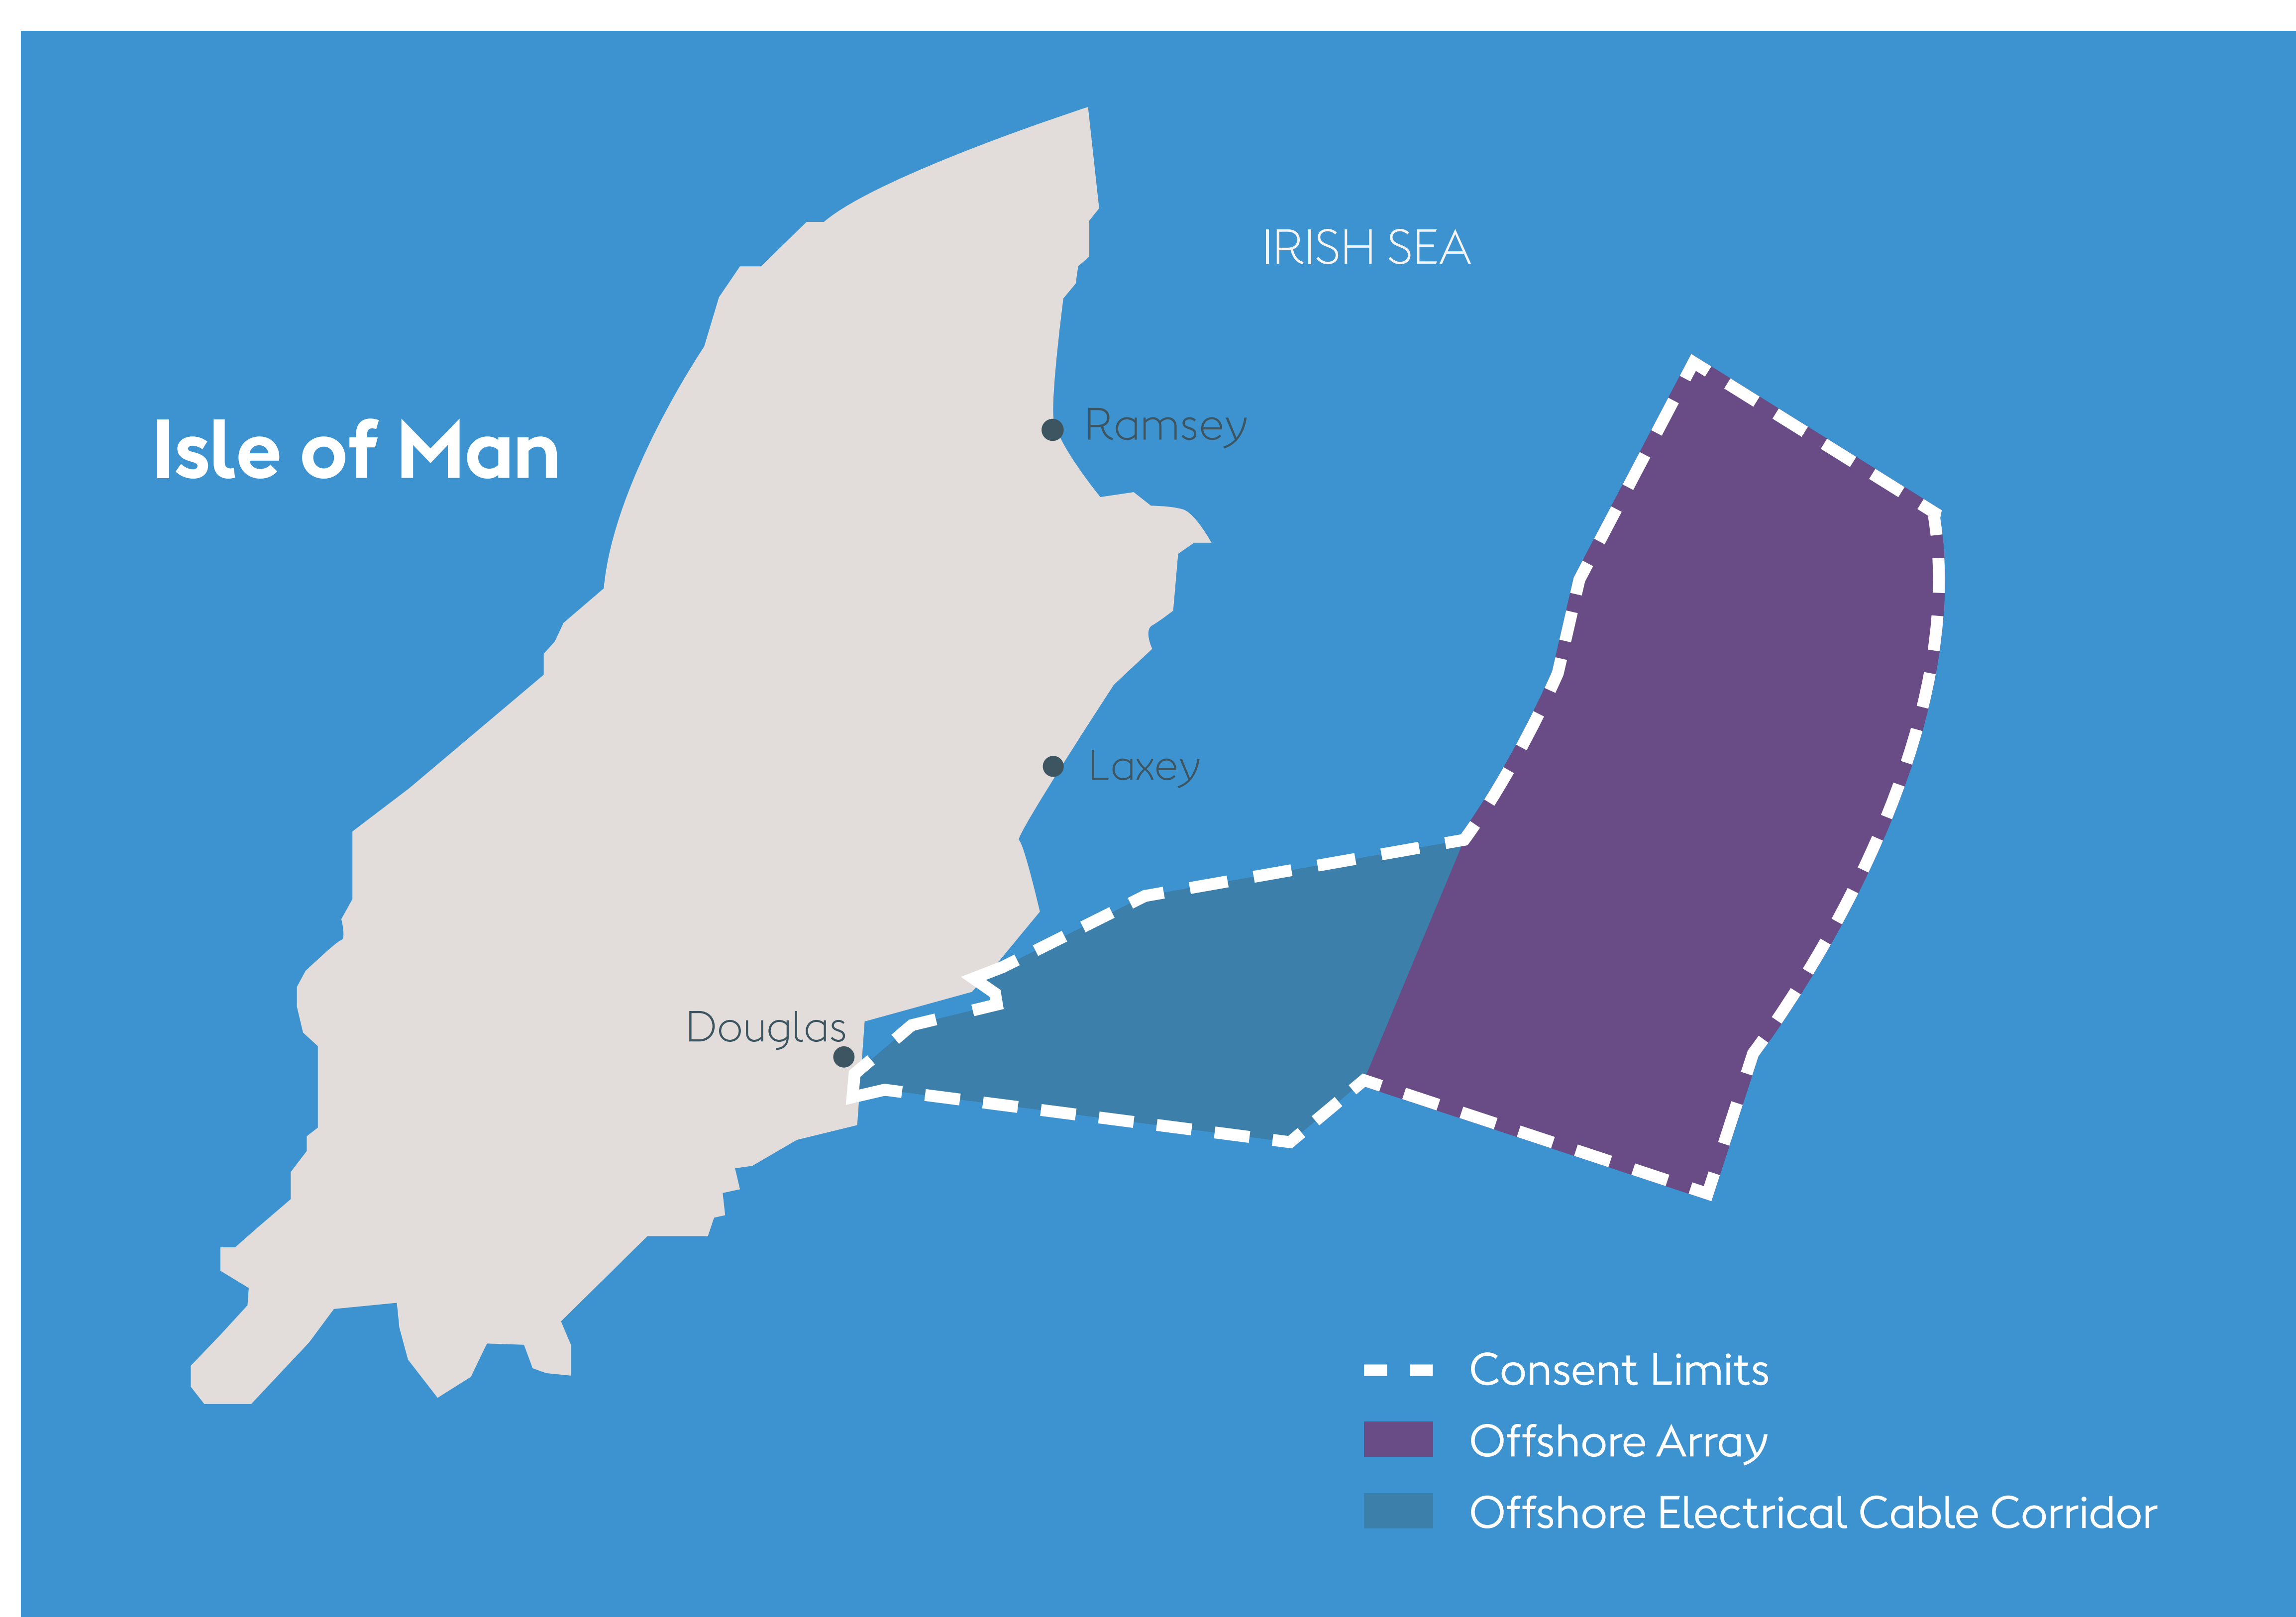 IRISH SEA
Isle of Man
Ramsey
Laxey
Douglas
Consent Limits
Offshore Array
Offshore Electrical Cable Corridor